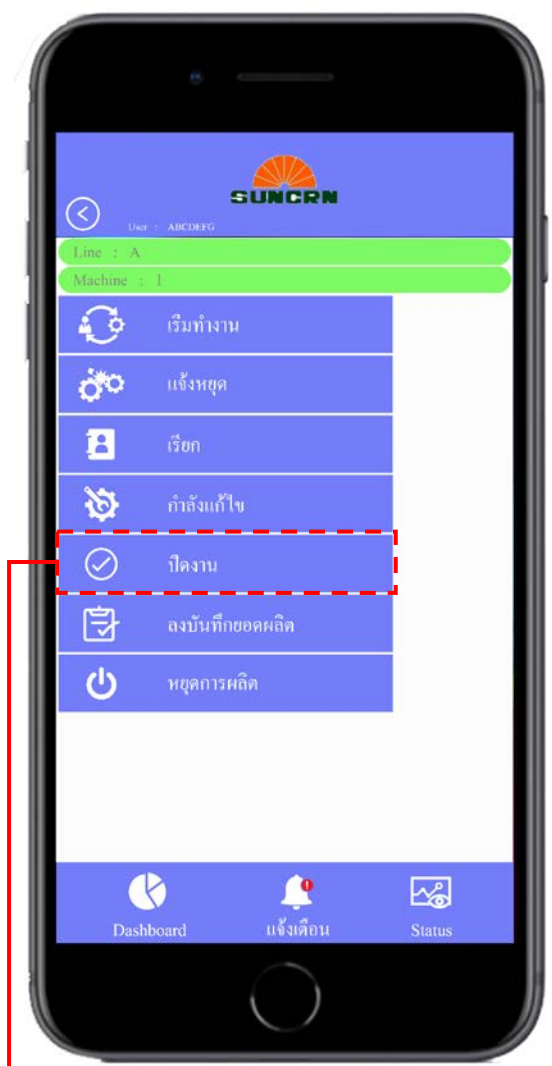 SUNCRN
User : ABCDEFG
Line : A
Machine : 1
เริ่มทำงาน
แจ้งหยุด
เรียก
กำลังแก้ไข
ปิดงาน
ลงบันทึกยอดผลิต
หยุดการผลิต
Dashboard
แจ้งเตือน
Status